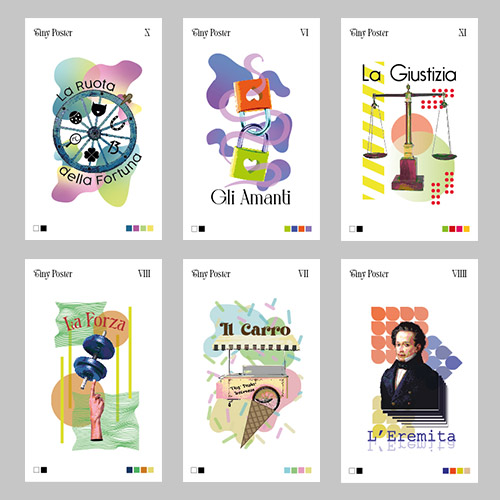 Tiny Poster X
La Ruota
della Fortuna
Tiny Poster VI
Gli Amanti
Tiny Poster XI
La Giustizia
Tiny Poster VIII
La Forza
Tiny Poster VII
Il Carro
Tiny Poster VIIII
L'Eremita